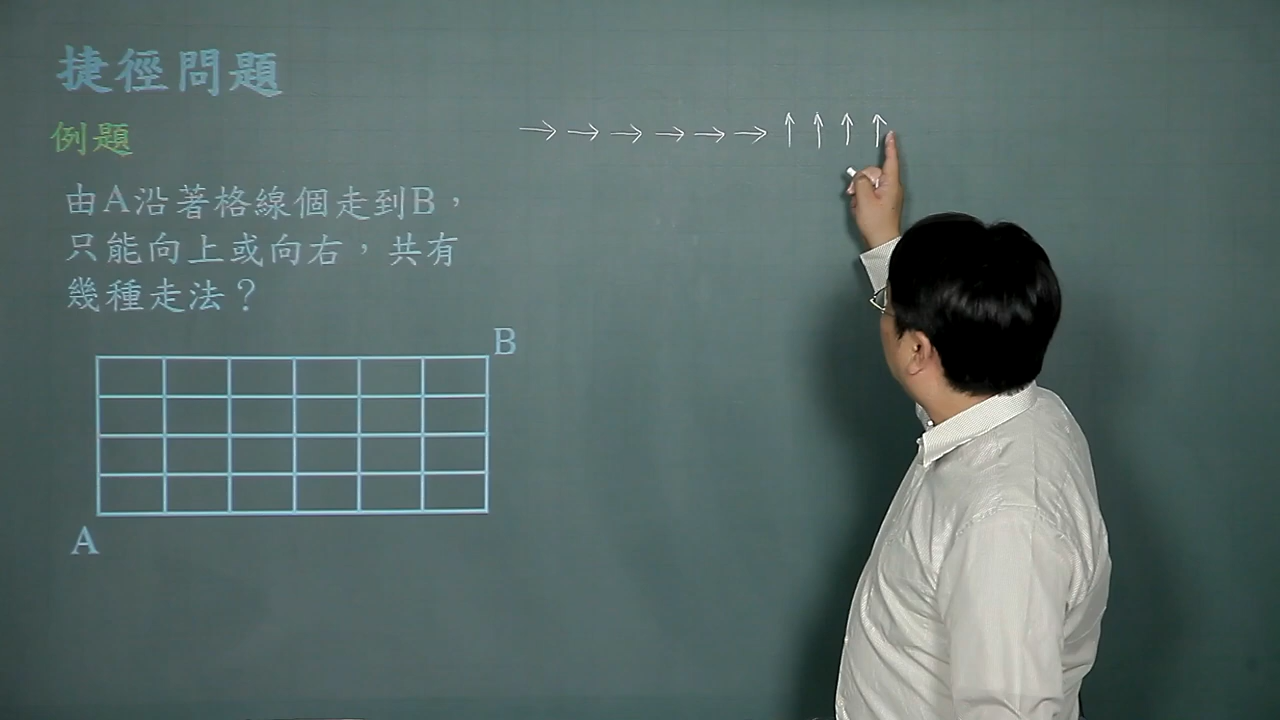 捷徑問題
例題
由A沿著格線個走到B，
只能向上或向右，共有
幾種走法？
→ → → → → → ↑ ↑ ↑ ↑
B
A